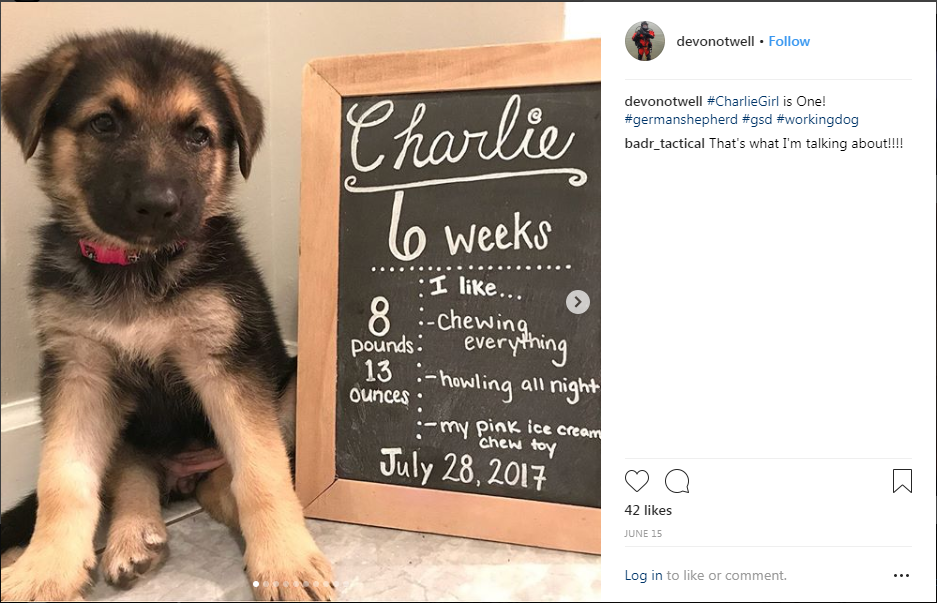 Charlie
6 weeks
8
pounds
13
ounces
I like...
-chewing
everything
-howling all night
-my pink ice cream
chew toy
July 28, 2017
devonotwell • Follow
devonotwell #CharlieGirl is One!
#germanshepherd #gsd #workingdog
badr_tactical That's what I'm talking about!!!!
42 likes
JUNE 15
Log in to like or comment.